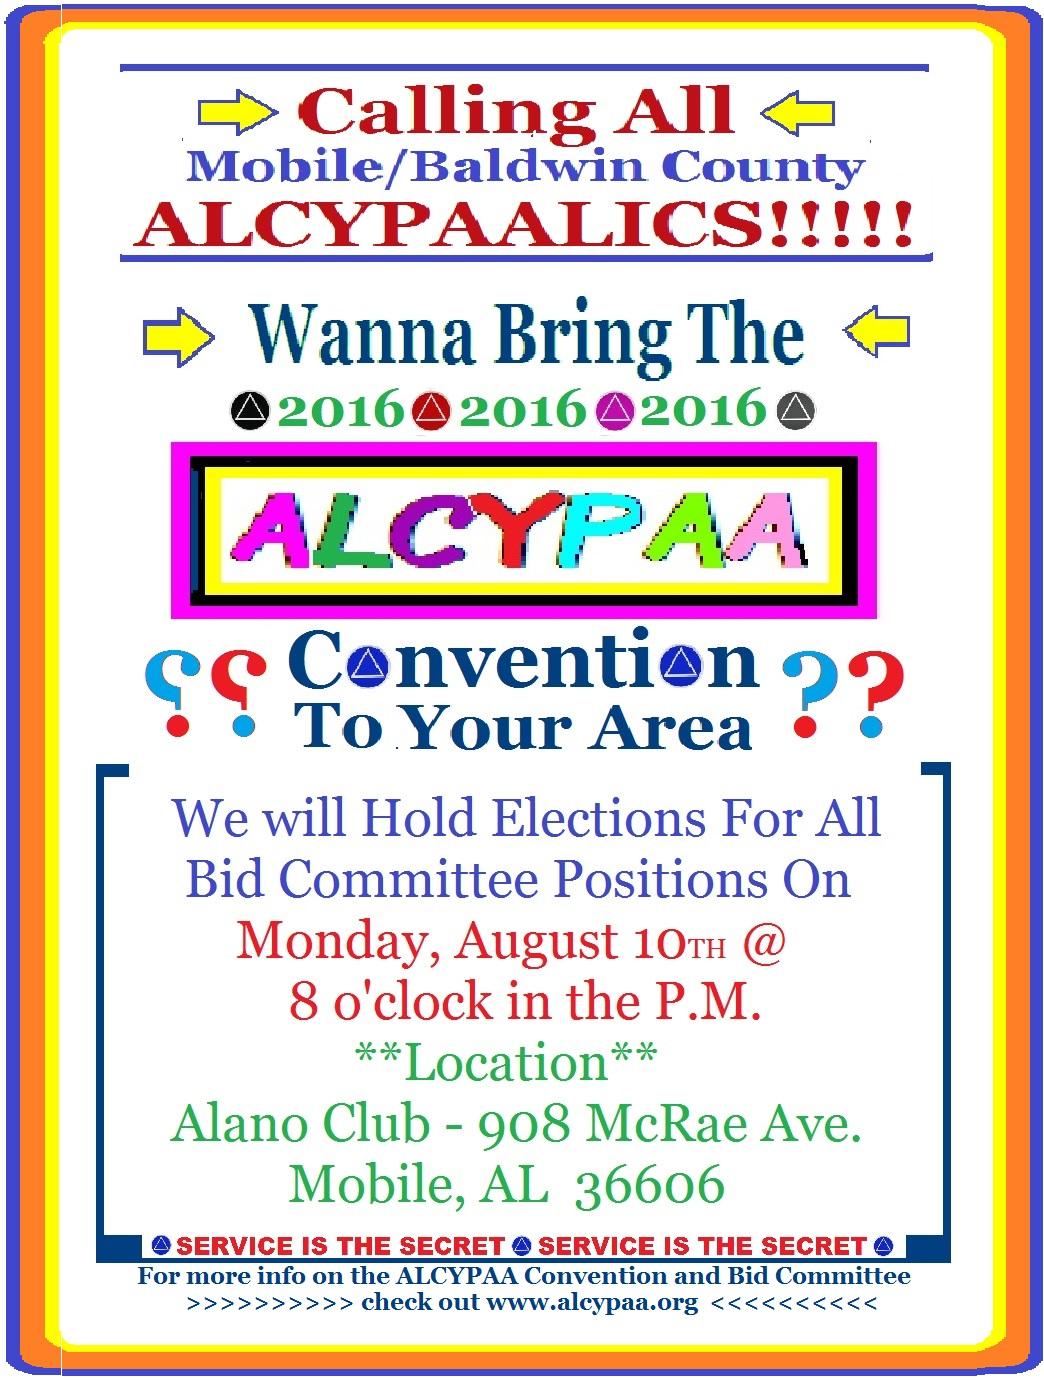 Calling All
Mobile/Baldwin County
ALCYPAALICS!!!!!
Wanna Bring The
2016 2016 2016
ALCYPAA
?? Convention ??
To Your Area
We will Hold Elections For All
Bid Committee Positions On
Monday, August 10TH @
8 o'clock in the P.M.
**Location**
Alano Club - 908 McRae Ave.
Mobile, AL 36606
SERVICE IS THE SECRET SERVICE IS THE SECRET
For more info on the ALCYPAA Convention and Bid Committee
>>>>>>>>>> check out www.alcypaa.org <<<<<<<<<<